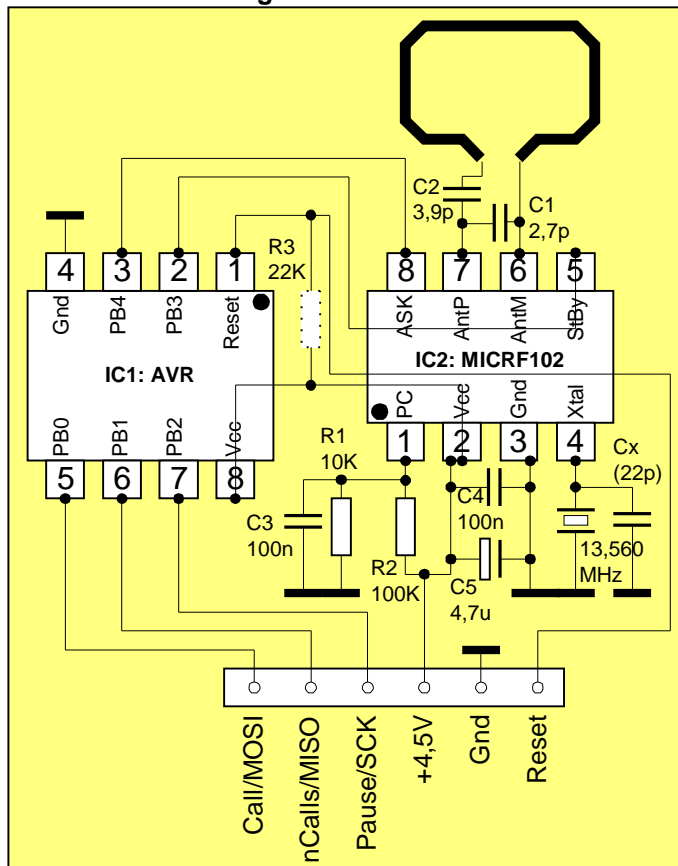 g
C2
3,9p
C1
2,7p
R3
22K
4
3
2
1
8
7
6
5
Gnd
PB4
PB3
Reset
ASK
AntP
AntM
StBy
IC1: AVR
IC2: MICRF102
PB0
PB1
PB2
Vcc
PC
Vcc
Gnd
Xtal
5
6
7
8
1
2
3
4
R1
10K
Cx
(22p)
C3
100n
C4
100n
R2
100K
C5
4,7u
13,560
MHz
Call/MOSI
nCalls/MISO
Pause/SCK
+4,5V
Gnd
Reset